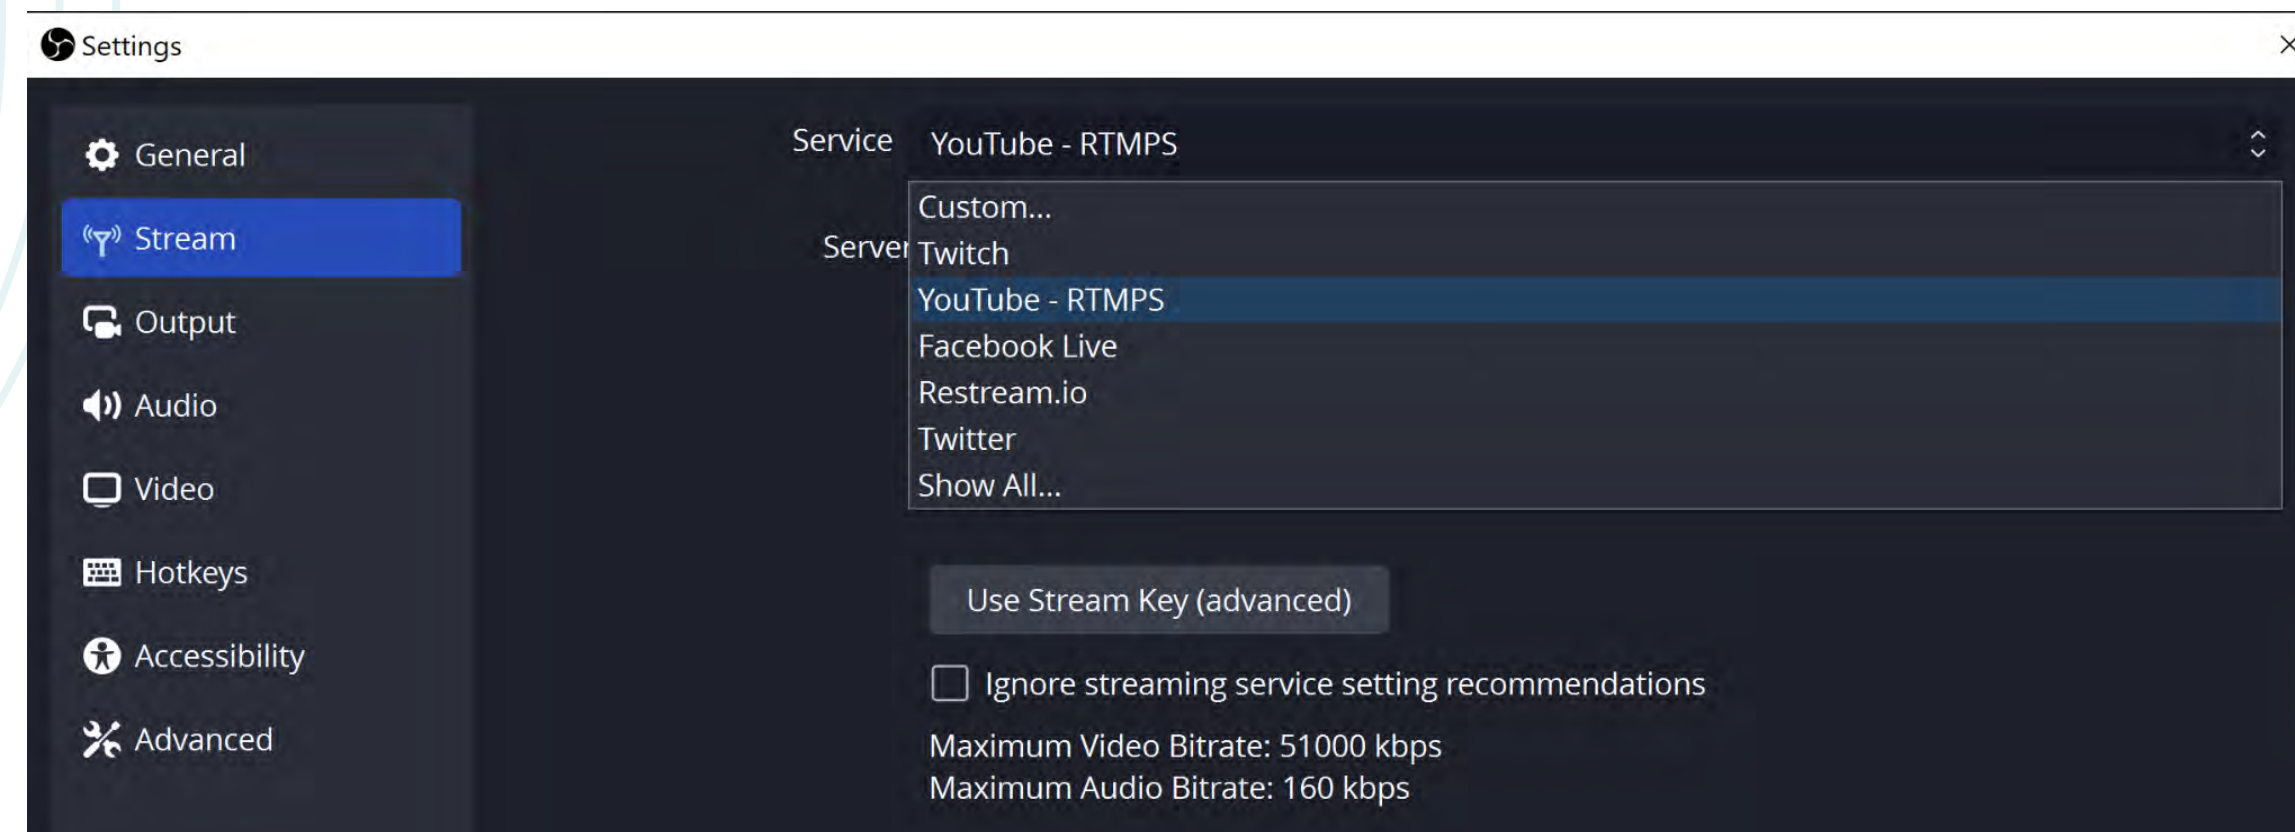 Settings
General
Stream
Output
Audio
Video
Hotkeys
Accessibility
Advanced
Service YouTube - RTMPS
Custom...
Server
Twitch
YouTube - RTMPS
Facebook Live
Restream.io
Twitter
Show All...
Use Stream Key (advanced)
Ignore streaming service setting recommendations
Maximum Video Bitrate: 51000 kbps
Maximum Audio Bitrate: 160 kbps